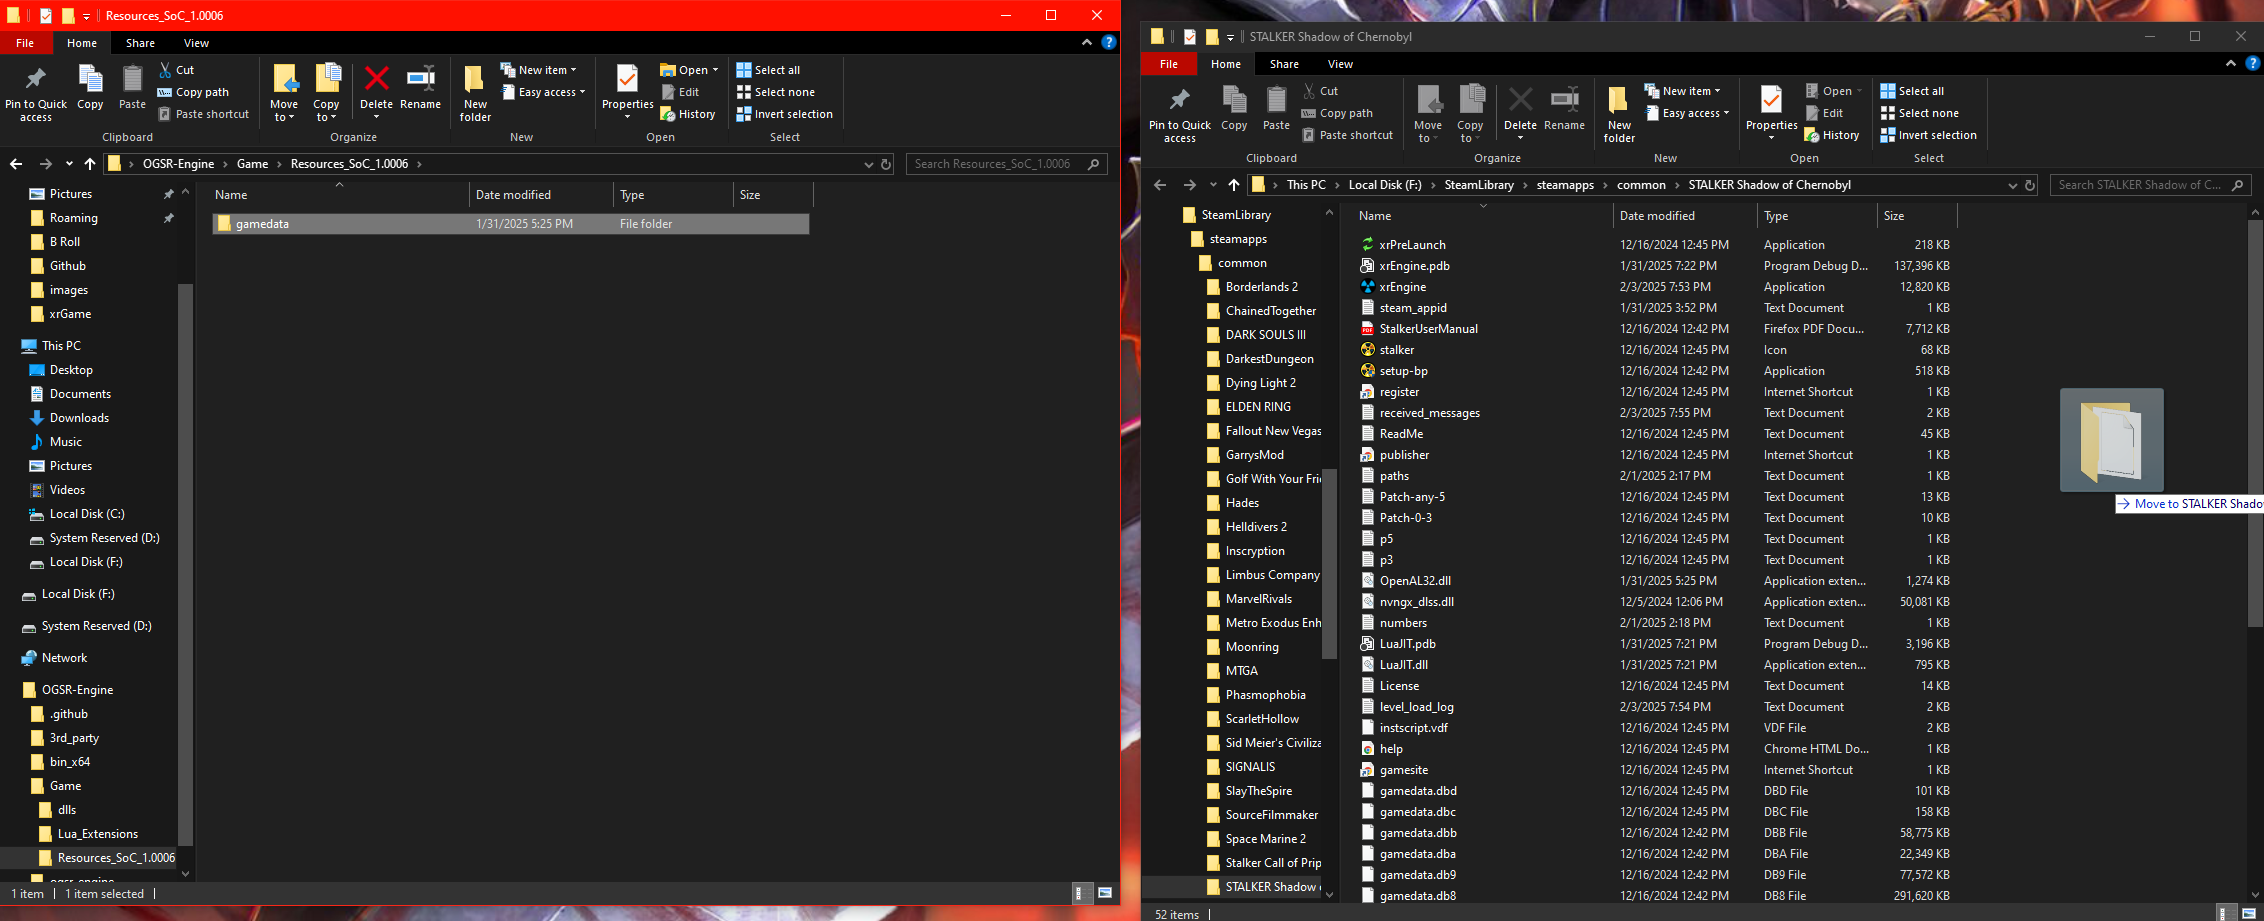 Resources_SoC_1.0006
File
Home
Share
View
Pin to Quick access
Copy
Paste
Cut
Copy path
Paste shortcut
Clipboard
Move to
Copy to
Delete
Rename
Organize
New folder
New item
Easy access
New
Properties
Open
Edit
History
Open
Select all
Select none
Invert selection
Select
OGSR-Engine > Game > Resources_SoC_1.0006 >
Search Resources_SoC_1.0006
Pictures
Roaming
B Roll
Github
images
xrGame
This PC
Desktop
Documents
Downloads
Music
Pictures
Videos
Local Disk (C:)
System Reserved (D:)
Local Disk (F:)
Local Disk (F:)
System Reserved (D:)
Network
OGSR-Engine
.github
3rd_party
bin_x64
Game
dlls
Lua_Extensions
Resources_SoC_1.0006
ogsr_engine
Name Date modified Type Size
gamedata 1/31/2025 5:25 PM File folder
1 item 1 item selected
STALKER Shadow of Chernobyl
File
Home
Share
View
Pin to Quick access
Copy
Paste
Cut
Copy path
Paste shortcut
Clipboard
Move to
Copy to
Delete
Rename
Organize
New folder
New item
Easy access
New
Properties
Open
Edit
History
Open
Select all
Select none
Invert selection
Select
This PC > Local Disk (F:) > SteamLibrary > steamapps > common > STALKER Shadow of Chernobyl
Search STALKER Shadow of C...
SteamLibrary
steamapps
common
Borderlands 2
ChainedTogether
DARK SOULS III
DarkestDungeon
Dying Light 2
ELDEN RING
Fallout New Vegas
GarrysMod
Golf With Your Frie
Hades
Helldivers 2
Inscryption
Limbus Company
MarvelRivals
Metro Exodus Enh
Moonring
MTGA
Phasmophobia
ScarletHollow
Sid Meier's Civiliza
SIGNALIS
SlayTheSpire
SourceFilmmaker
Space Marine 2
Stalker Call of Prip
STALKER Shadow o
Name Date modified Type Size
xrPreLaunch 12/16/2024 12:45 PM Application 218 KB
xrEngine.pdb 1/31/2025 7:22 PM Program Debug D... 137,396 KB
xrEngine 2/3/2025 7:53 PM Application 12,820 KB
steam_appid 1/31/2025 3:52 PM Text Document 1 KB
StalkerUserManual 12/16/2024 12:42 PM Firefox PDF Docu... 7,712 KB
stalker 12/16/2024 12:45 PM Icon 68 KB
setup-bp 12/16/2024 12:42 PM Application 518 KB
register 12/16/2024 12:45 PM Internet Shortcut 1 KB
received_messages 2/3/2025 7:55 PM Text Document 2 KB
ReadMe 12/16/2024 12:45 PM Text Document 45 KB
publisher 12/16/2024 12:45 PM Internet Shortcut 1 KB
paths 2/1/2025 2:17 PM Text Document 1 KB
Patch-any-5 12/16/2024 12:45 PM Text Document 13 KB
Patch-0-3 12/16/2024 12:45 PM Text Document 10 KB
p5 12/16/2024 12:45 PM Text Document 1 KB
p3 12/16/2024 12:45 PM Text Document 1 KB
OpenAL32.dll 1/31/2025 5:25 PM Application exten... 1,274 KB
nvngx_dlss.dll 12/5/2024 12:06 PM Application exten... 50,081 KB
numbers 2/1/2025 2:18 PM Text Document 1 KB
LuaJIT.pdb 1/31/2025 7:21 PM Program Debug D... 3,196 KB
LuaJIT.dll 1/31/2025 7:21 PM Application exten... 795 KB
License 12/16/2024 12:45 PM Text Document 14 KB
level_load_log 2/3/2025 7:54 PM Text Document 2 KB
instscript.vdf 12/16/2024 12:45 PM VDF File 2 KB
help 12/16/2024 12:45 PM Chrome HTML Do... 1 KB
gamesite 12/16/2024 12:45 PM Internet Shortcut 1 KB
gamedata.dbd 12/16/2024 12:45 PM DBD File 101 KB
gamedata.dbc 12/16/2024 12:45 PM DBC File 158 KB
gamedata.dbb 12/16/2024 12:42 PM DBB File 58,775 KB
gamedata.dba 12/16/2024 12:42 PM DBA File 22,349 KB
gamedata.db9 12/16/2024 12:42 PM DB9 File 77,572 KB
gamedata.db8 12/16/2024 12:42 PM DB8 File 291,620 KB
Move to STALKER Shado
52 items